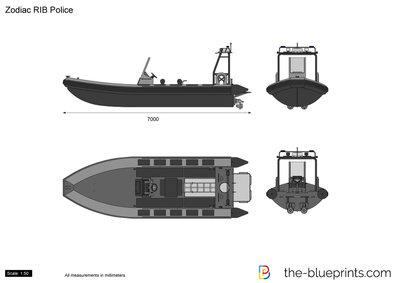 Zodiac RIB Police
7000
Scale: 1:50
All measurements in millimeters
the-blueprints.com